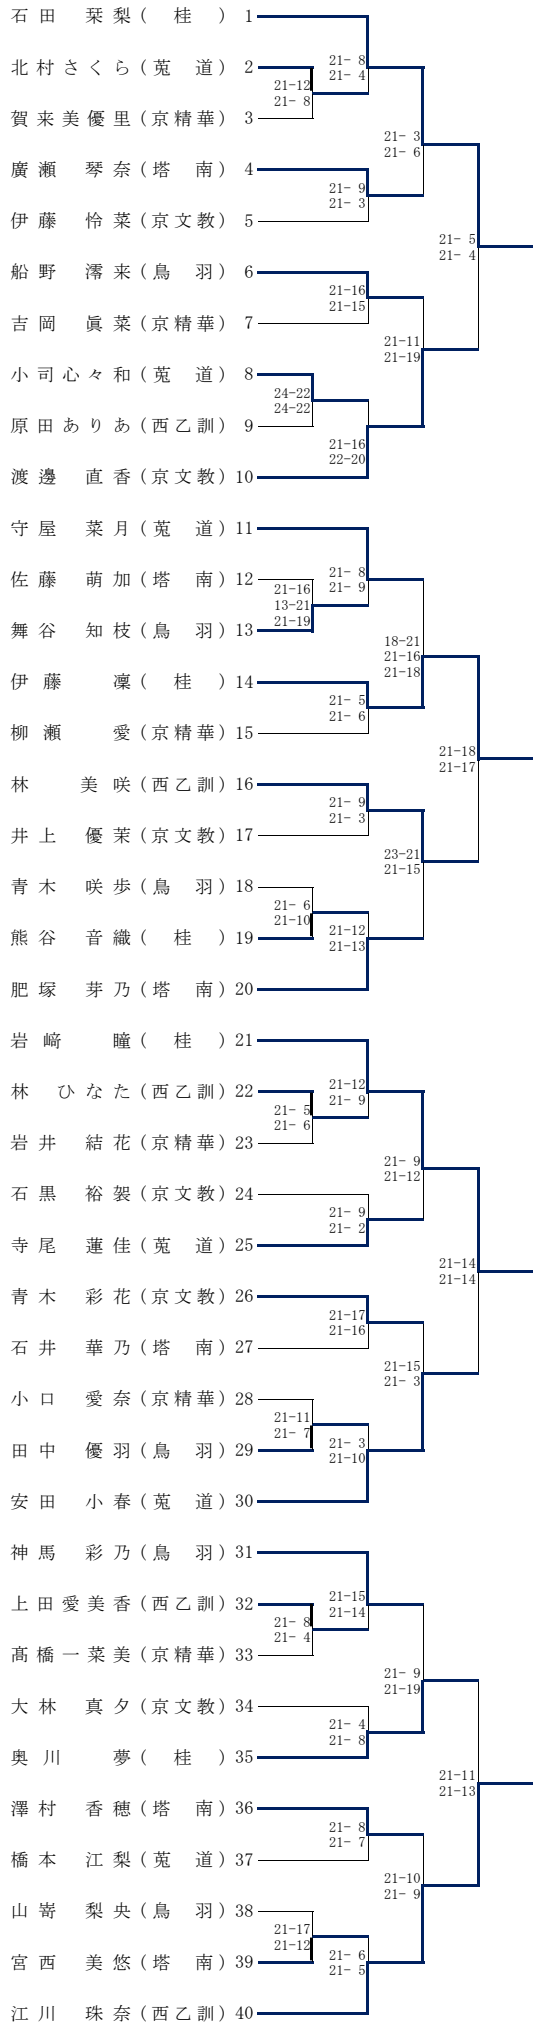 石田 栞梨(桂) 1
21- 8
北村さくら(莵道) 2
21- 4
21-12
21- 8
賀来美優里(京精華) 3
21- 3
21- 6
廣瀬 琴奈(塔南) 4
21- 9
21- 3
伊藤 怜菜(京文教) 5
21- 5
21- 4
船野 澪来(鳥羽) 6
21-16
21-15
吉岡 眞菜(京精華) 7
21-11
21-19
小司心々和(莵道) 8
24-22
24-22
原田ありあ(西乙訓) 9
21-16
22-20
渡邊 直香(京文教) 10
守屋 菜月(莵道) 11
21- 8
佐藤 萌加(塔南) 12
21- 9
21-16
13-21
21-19
舞谷 知枝(鳥羽) 13
18-21
21-16
21-18
伊藤 凜(桂) 14
21- 5
21- 6
柳瀬 愛(京精華) 15
21-18
21-17
林 美咲(西乙訓) 16
21- 9
21- 3
井上 優茉(京文教) 17
23-21
21-15
青木 咲歩(鳥羽) 18
21- 6
21-10
熊谷 音織(桂) 19
21-12
21-13
肥塚 芽乃(塔南) 20
岩﨑 瞳(桂) 21
21-12
林 ひなた(西乙訓) 22
21- 9
21- 5
21- 6
岩井 結花(京精華) 23
21- 9
21-12
石黒 裕袈(京文教) 24
21- 9
21- 2
寺尾 蓮佳(莵道) 25
21-14
21-14
青木 彩花(京文教) 26
21-17
21-16
石井 華乃(塔南) 27
21-15
21- 3
小口 愛奈(京精華) 28
21-11
21- 7
田中 優羽(鳥羽) 29
21- 3
21-10
安田 小春(莵道) 30
神馬 彩乃(鳥羽) 31
21-15
上田愛美香(西乙訓) 32
21-14
21- 8
21- 4
髙橋一菜美(京精華) 33
21- 9
21-19
大林 真夕(京文教) 34
21- 4
21- 8
奥川 夢(桂) 35
21-11
21-13
澤村 香穂(塔南) 36
21- 8
21- 7
橋本 江梨(莵道) 37
21-10
21- 9
山嵜 梨央(鳥羽) 38
21-17
21-12
宮西 美悠(塔南) 39
21- 6
21- 5
江川 珠奈(西乙訓) 40